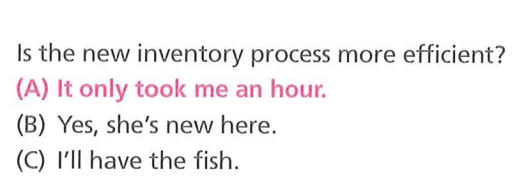 Is the new inventory process more efficient?
(A) It only took me an hour.
(B) Yes, she's new here.
(C) I'll have the fish.